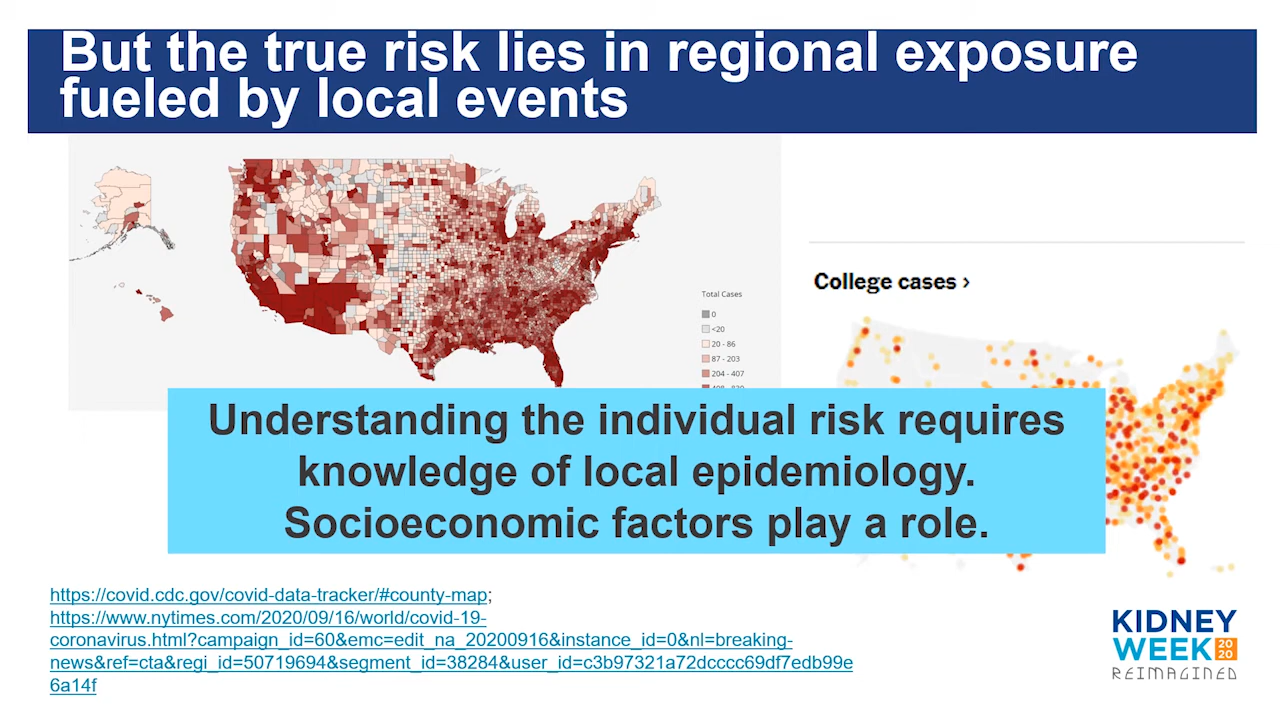 But the true risk lies in regional exposure
fueled by local events
Total Cases
0
<20
20 - 86
87 - 203
204 - 407
College cases ›
Understanding the individual risk requires
knowledge of local epidemiology.
Socioeconomic factors play a role.
https://covid.cdc.gov/covid-data-tracker/#county-map;
https://www.nytimes.com/2020/09/16/world/covid-19-
coronavirus.html?campaign_id=60&emc=edit_na_20200916&instance_id=0&nl=breaking-
news&ref=cta&regi_id=50719694&segment_id=38284&user_id=c3b97321a72dcccc69df7edb99e
6a14f
KIDNEY
WEEK 2020
REIMAGINED